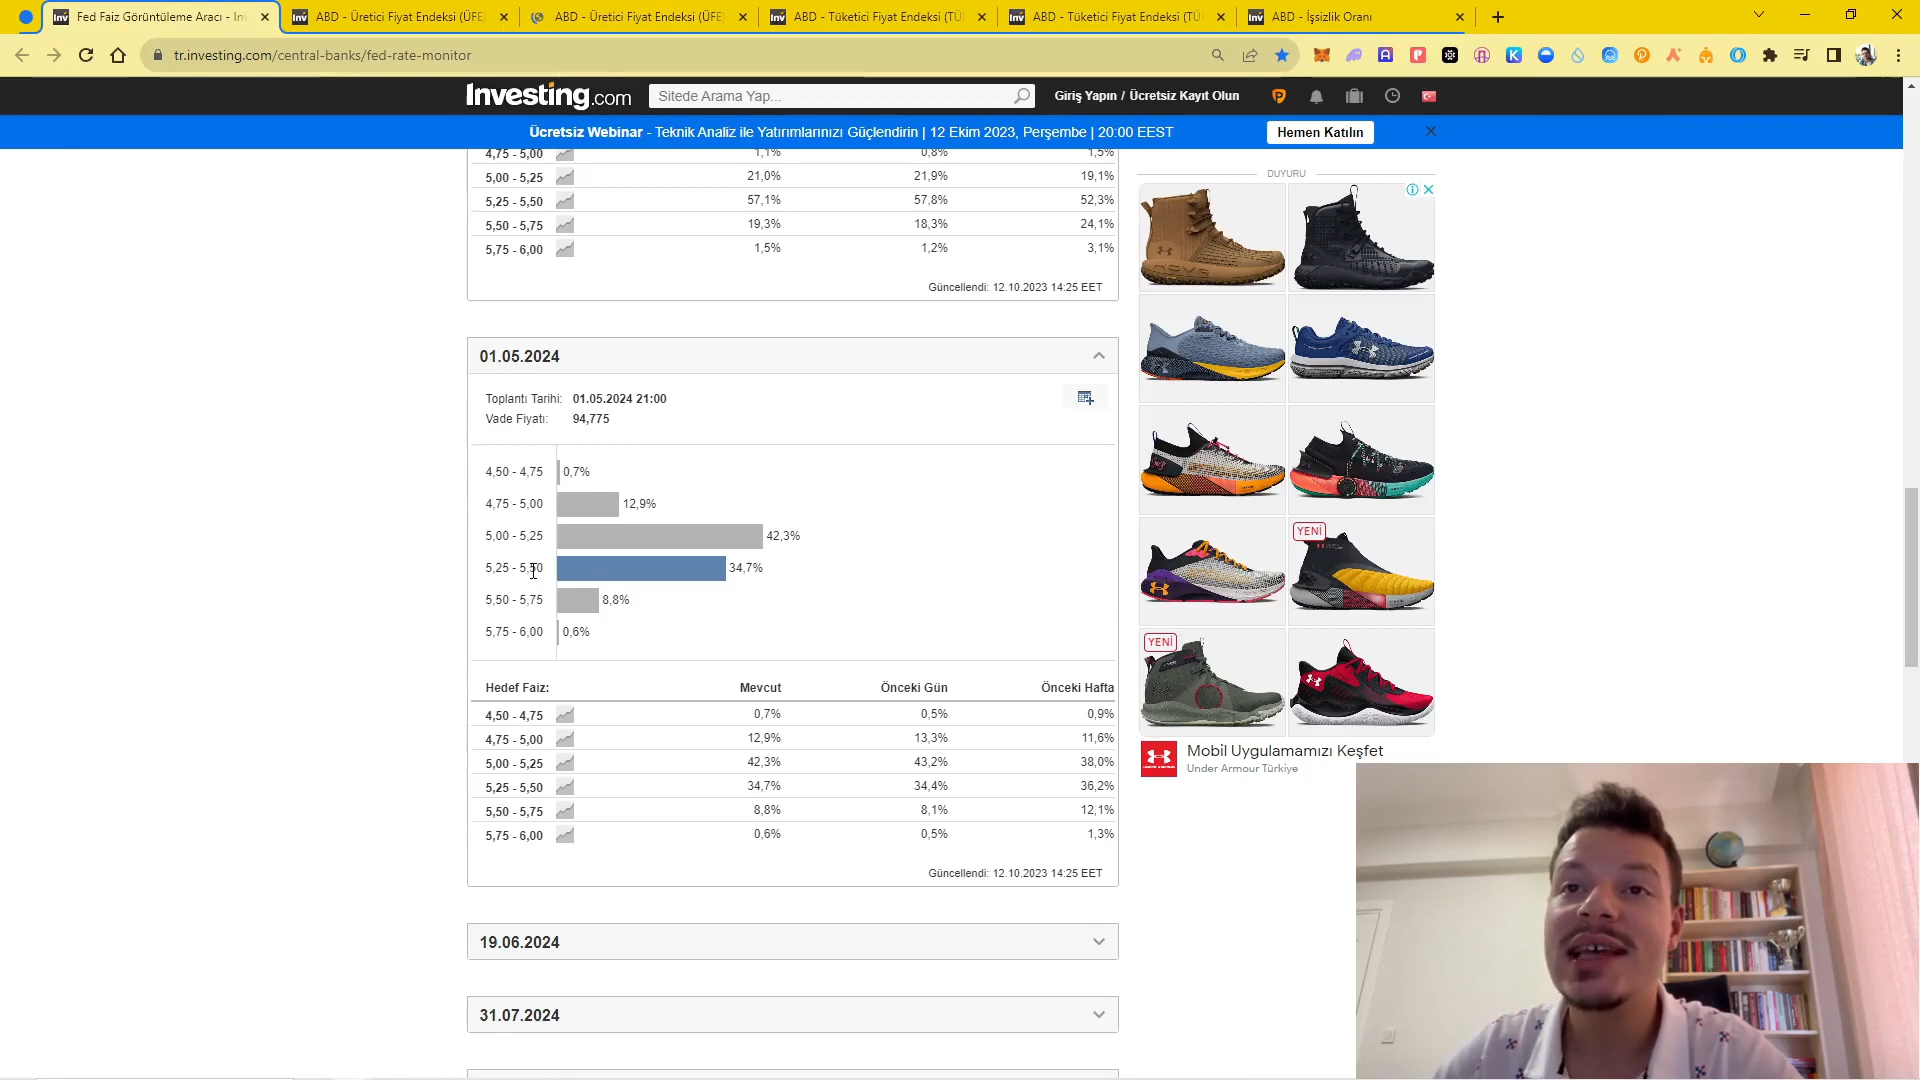 Fed Faiz Görüntüleme Aracı - Inv
ABD - Üretici Fiyat Endeksi (ÜFE)
ABD - Üretici Fiyat Endeksi (ÜFE)
ABD - Tüketici Fiyat Endeksi (TÜ
ABD - Tüketici Fiyat Endeksi (TÜ
ABD - İşsizlik Oranı
tr.investing.com/central-banks/fed-rate-monitor
Investing.com
Sitede Arama Yap...
Giriş Yapın / Ücretsiz Kayıt Olun
Ücretsiz Webinar - Teknik Analiz ile Yatırımlarınızı Güçlendirin | 12 Ekim 2023, Perşembe | 20:00 EEST
Hemen Katılın
4,75 - 5,00 1,1% 0,8% 1,5%
5,00 - 5,25 21,0% 21,9% 19,1%
5,25 - 5,50 57,1% 57,8% 52,3%
5,50 - 5,75 19,3% 18,3% 24,1%
5,75 - 6,00 1,5% 1,2% 3,1%
Güncellendi: 12.10.2023 14:25 EET
01.05.2024
Toplantı Tarihi: 01.05.2024 21:00
Vade Fiyatı: 94,775
4,50 - 4,75 0,7%
4,75 - 5,00 12,9%
5,00 - 5,25 42,3%
5,25 - 5,50 34,7%
5,50 - 5,75 8,8%
5,75 - 6,00 0,6%
Hedef Faiz: Mevcut Önceki Gün Önceki Hafta
4,50 - 4,75 0,7% 0,5% 0,9%
4,75 - 5,00 12,9% 13,3% 11,6%
5,00 - 5,25 42,3% 43,2% 38,0%
5,25 - 5,50 34,7% 34,4% 36,2%
5,50 - 5,75 8,8% 8,1% 12,1%
5,75 - 6,00 0,6% 0,5% 1,3%
Güncellendi: 12.10.2023 14:25 EET
19.06.2024
31.07.2024
DUYURU
YENİ
YENİ
Mobil Uygulamamızı Keşfet
Under Armour Türkiye